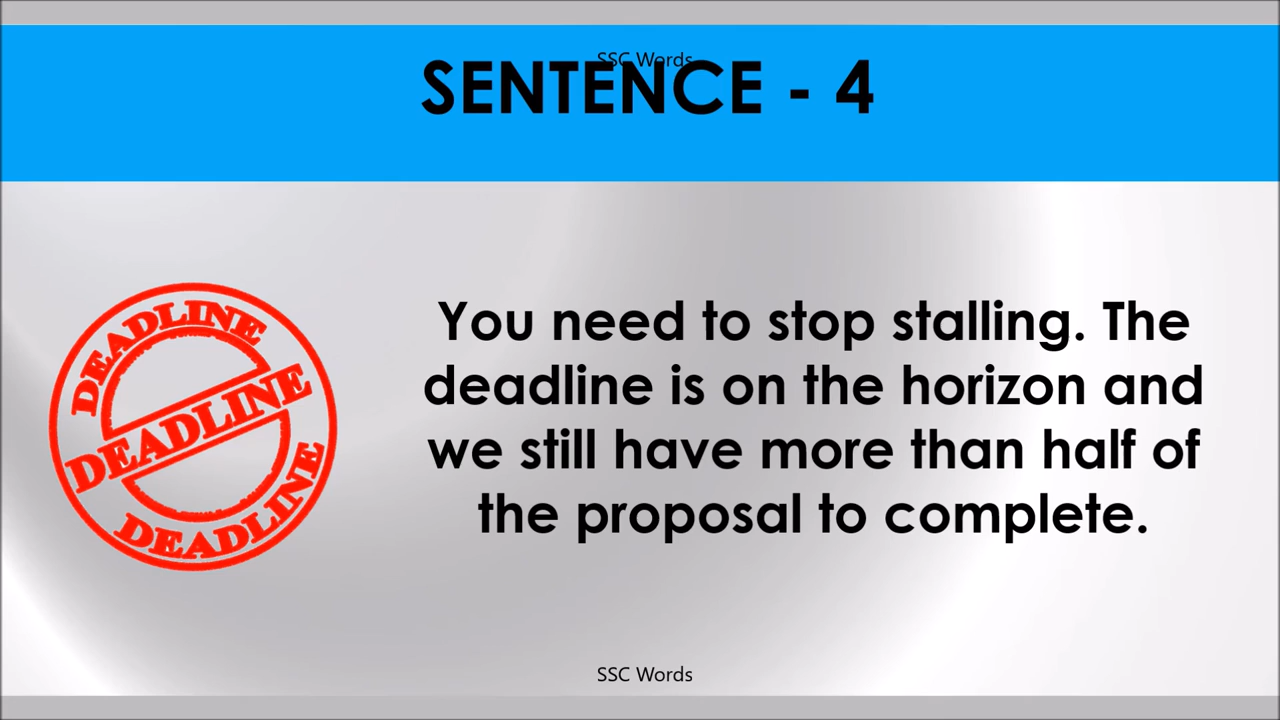 SSC Words
SENTENCE - 4
DEADLINE
DEADLINE
DEADLINE
You need to stop stalling. The
deadline is on the horizon and
we still have more than half of
the proposal to complete.
SSC Words